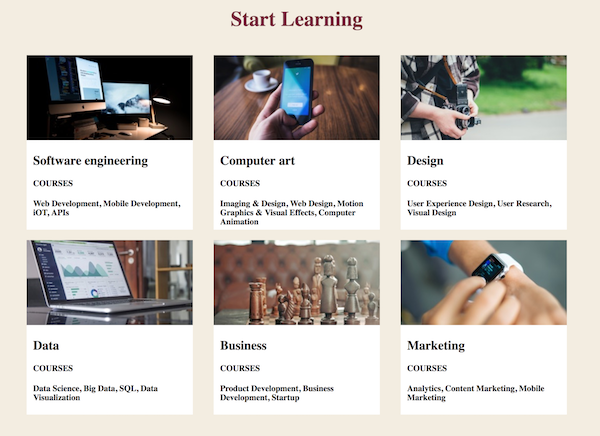 Start Learning
Software engineering
COURSES
Web Development, Mobile Development,
iOT, APIs
Computer art
COURSES
Imaging & Design, Web Design, Motion
Graphics & Visual Effects, Computer
Animation
Design
COURSES
User Experience Design, User Research,
Visual Design
Data
COURSES
Data Science, Big Data, SQL, Data
Visualization
Business
COURSES
Product Development, Business
Development, Startup
Marketing
COURSES
Analytics, Content Marketing, Mobile
Marketing